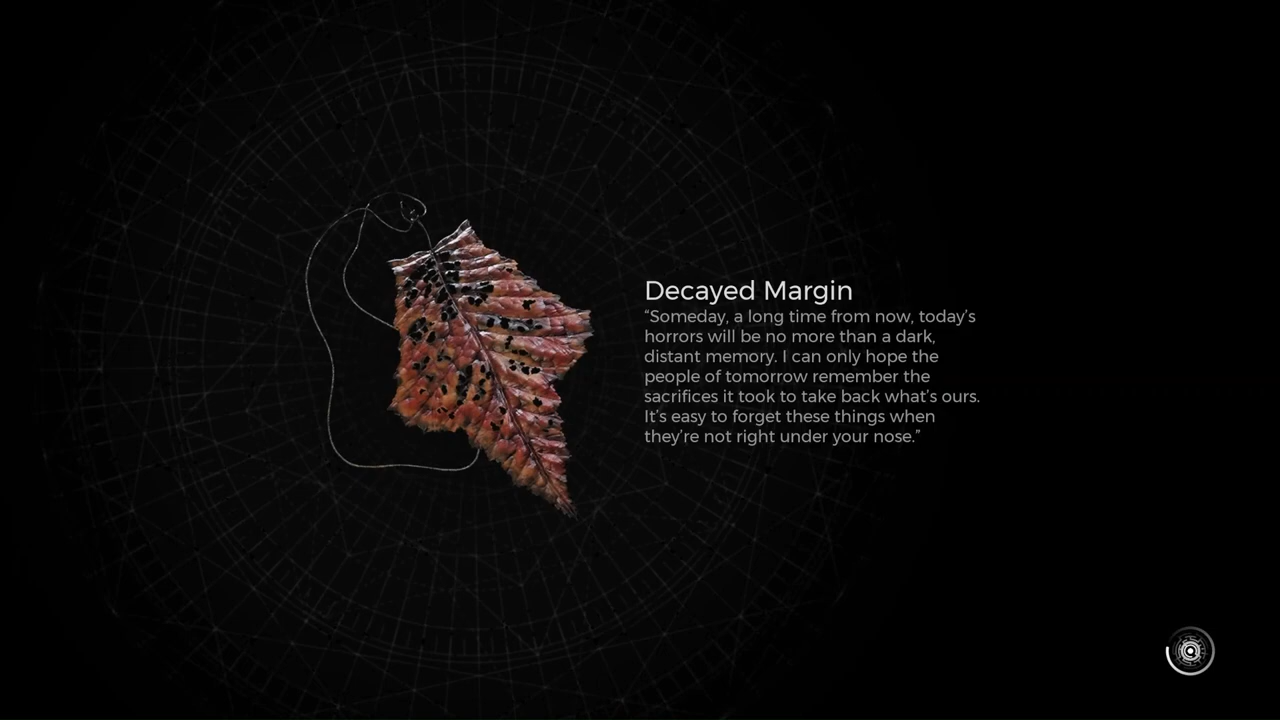 Decayed Margin
“Someday, a long time from now, today’s
horrors will be no more than a dark,
distant memory. I can only hope the
people of tomorrow remember the
sacrifices it took to take back what’s ours.
It’s easy to forget these things when
they’re not right under your nose.”